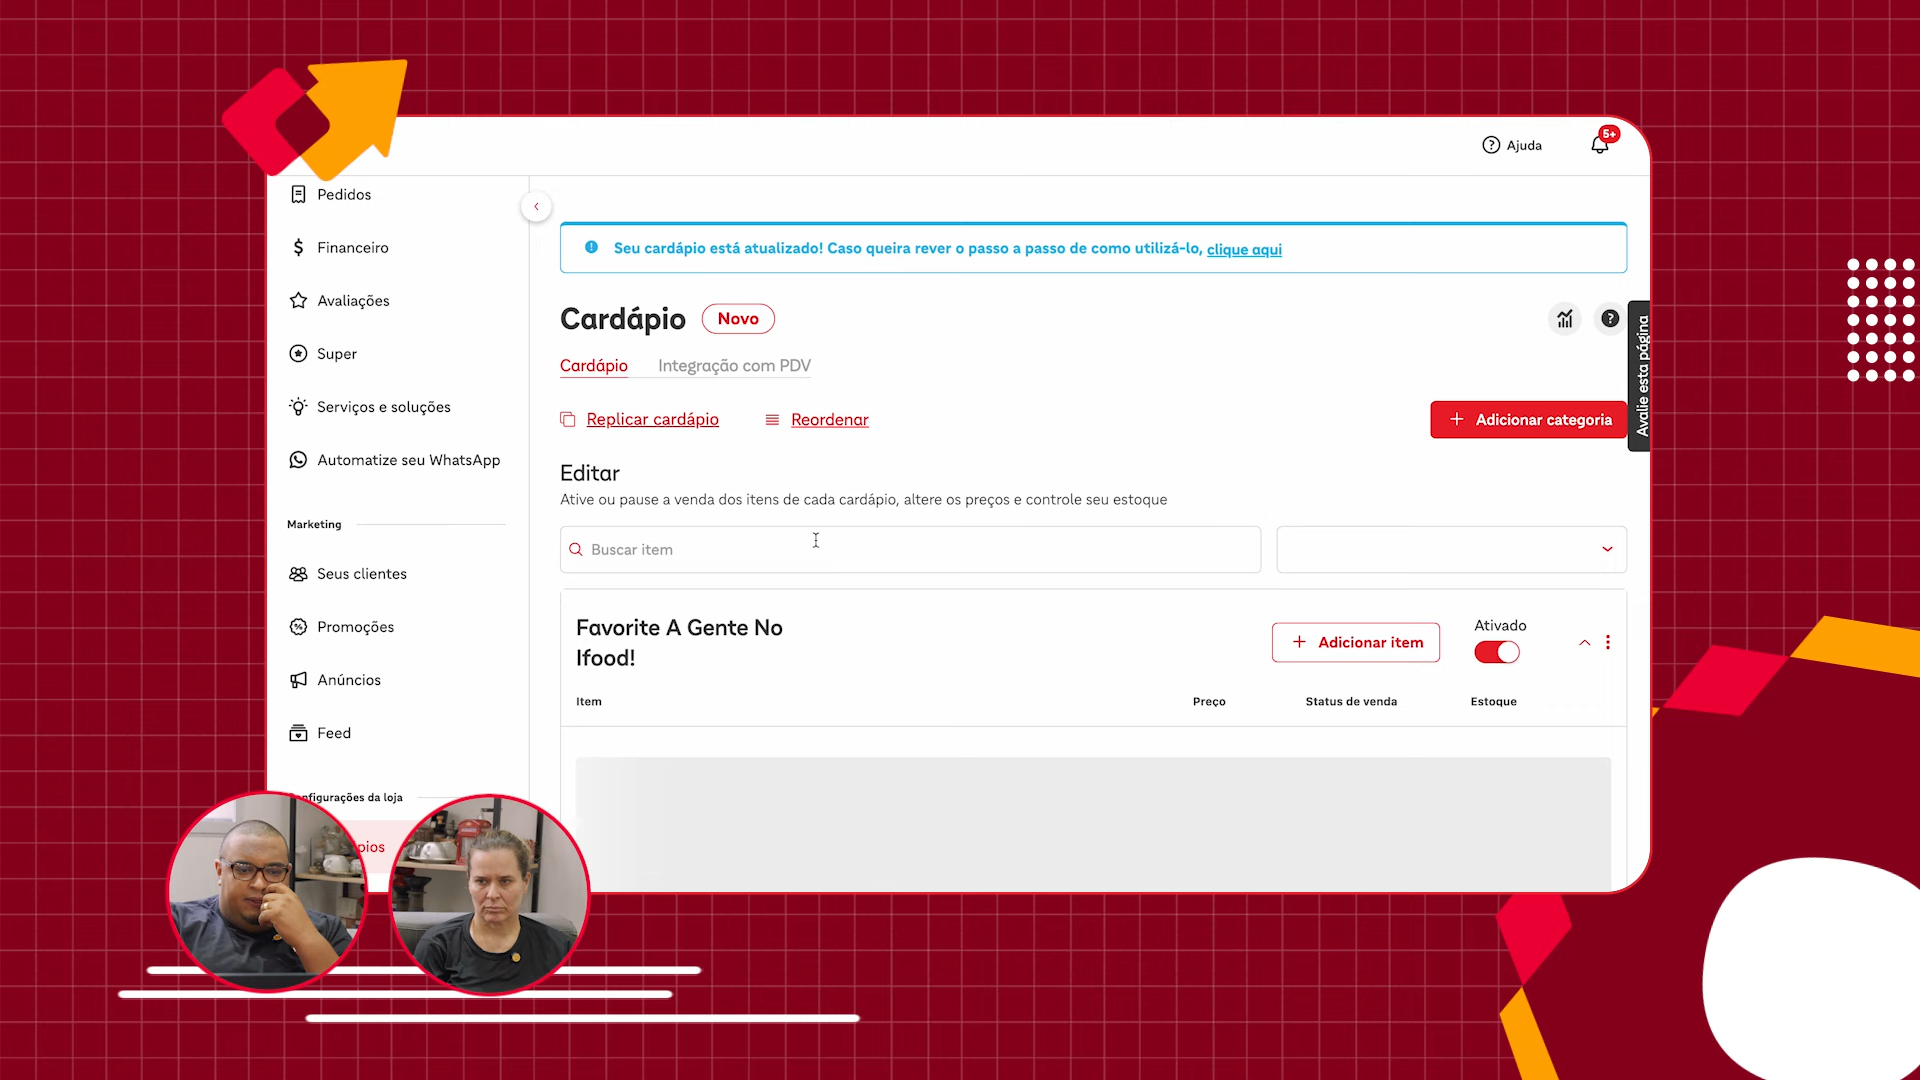 Ajuda
5+
Pedidos
Financeiro
Avaliações
Super
Serviços e soluções
Automatize seu WhatsApp
Marketing
Seus clientes
Promoções
Anúncios
Feed
nfigurações da loja
pios
Seu cardápio está atualizado! Caso queira rever o passo a passo de como utilizá-lo, clique aqui
Cardápio Novo
Cardápio Integração com PDV
Replicar cardápio Reordenar
+ Adicionar categoria
Avalie esta página
Editar
Ative ou pause a venda dos itens de cada cardápio, altere os preços e controle seu estoque
Buscar item
Favorite A Gente No
Ifood!
+ Adicionar item
Ativado
Item Preço Status de venda Estoque